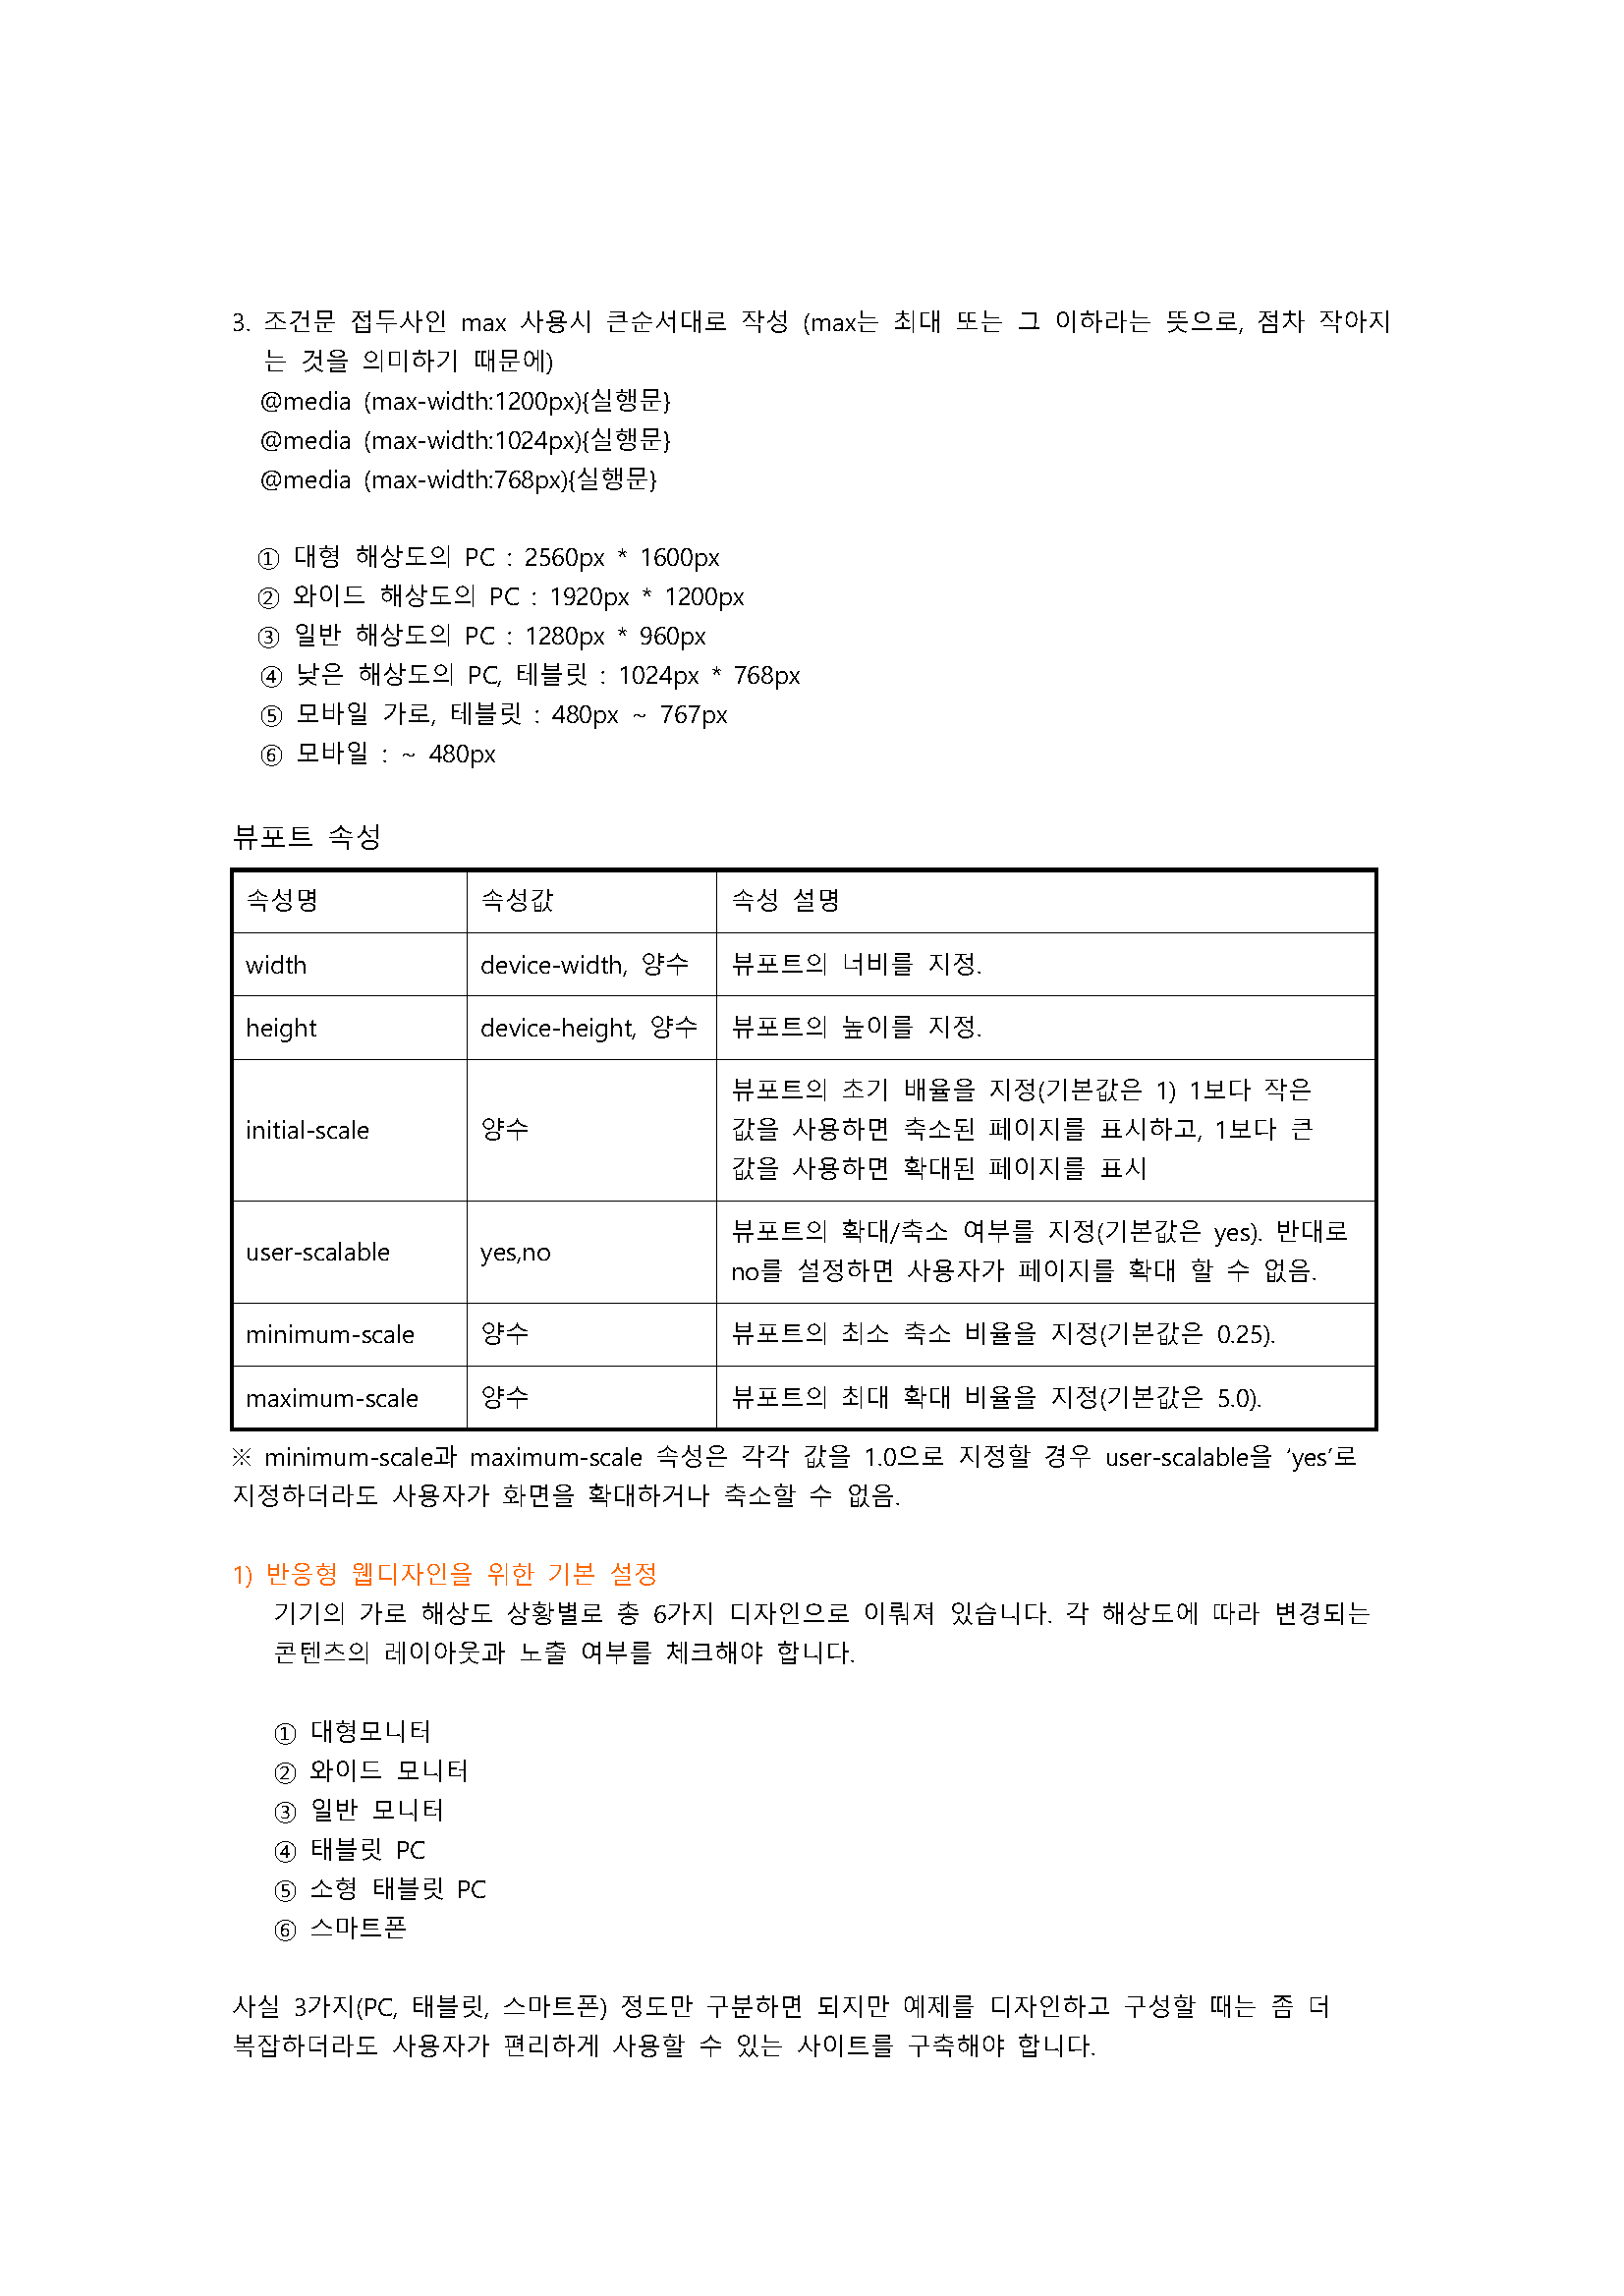 3. 조건문 접두사인 max 사용시 큰순서대로 작성 (max는 최대 또는 그 이하라는 뜻으로, 점차 작아지
는 것을 의미하기 때문에)
@media (max-width:1200px){실행문}
@media (max-width:1024px){실행문}
@media (max-width:768px){실행문}
① 대형 해상도의 PC : 2560px * 1600px
② 와이드 해상도의 PC : 1920px * 1200px
③ 일반 해상도의 PC : 1280px * 960px
④ 낮은 해상도의 PC, 테블릿 : 1024px * 768px
⑤ 모바일 가로, 테블릿 : 480px ~ 767px
⑥ 모바일 : ~ 480px
뷰포트 속성
속성명 속성값 속성 설명
width device-width, 양수 뷰포트의 너비를 지정.
height device-height, 양수 뷰포트의 높이를 지정.
initial-scale 양수 뷰포트의 초기 배율을 지정(기본값은 1) 1보다 작은
값을 사용하면 축소된 페이지를 표시하고, 1보다 큰
값을 사용하면 확대된 페이지를 표시
user-scalable yes,no 뷰포트의 확대/축소 여부를 지정(기본값은 yes). 반대로
no를 설정하면 사용자가 페이지를 확대 할 수 없음.
minimum-scale 양수 뷰포트의 최소 축소 비율을 지정(기본값은 0.25).
maximum-scale 양수 뷰포트의 최대 확대 비율을 지정(기본값은 5.0).
※ minimum-scale과 maximum-scale 속성은 각각 값을 1.0으로 지정할 경우 user-scalable을 ‘yes’로
지정하더라도 사용자가 화면을 확대하거나 축소할 수 없음.
1) 반응형 웹디자인을 위한 기본 설정
기기의 가로 해상도 상황별로 총 6가지 디자인으로 이뤄져 있습니다. 각 해상도에 따라 변경되는
콘텐츠의 레이아웃과 노출 여부를 체크해야 합니다.
① 대형모니터
② 와이드 모니터
③ 일반 모니터
④ 태블릿 PC
⑤ 소형 태블릿 PC
⑥ 스마트폰
사실 3가지(PC, 태블릿, 스마트폰) 정도만 구분하면 되지만 예제를 디자인하고 구성할 때는 좀 더
복잡하더라도 사용자가 편리하게 사용할 수 있는 사이트를 구축해야 합니다.